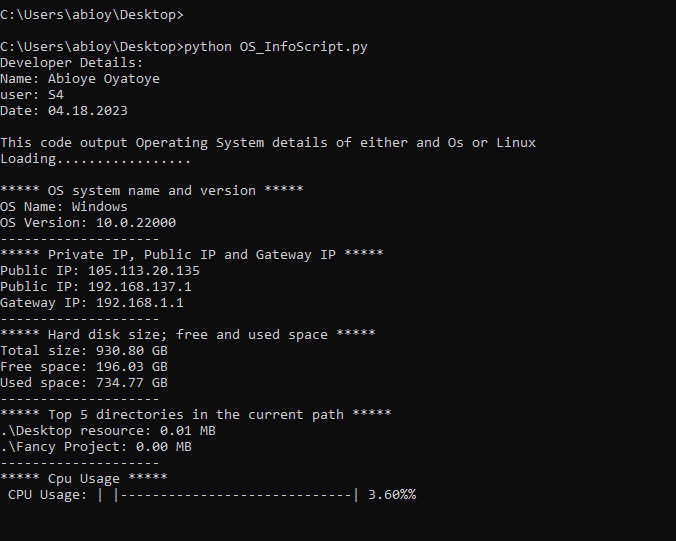 C:\Users\abioy\Desktop>
C:\Users\abioy\Desktop>python OS_InfoScript.py
Developer Details:
Name: Abioye Oyatoye
user: S4
Date: 04.18.2023
This code output Operating System details of either and Os or Linux
Loading.................
***** OS system name and version *****
OS Name: Windows
OS Version: 10.0.22000
--------------------
***** Private IP, Public IP and Gateway IP *****
Public IP: 105.113.20.135
Public IP: 192.168.137.1
Gateway IP: 192.168.1.1
--------------------
***** Hard disk size; free and used space *****
Total size: 930.80 GB
Free space: 196.03 GB
Used space: 734.77 GB
--------------------
***** Top 5 directories in the current path *****
.\Desktop resource: 0.01 MB
.\Fancy Project: 0.00 MB
--------------------
***** Cpu Usage *****
CPU Usage: | |-----------------------------| 3.60%%